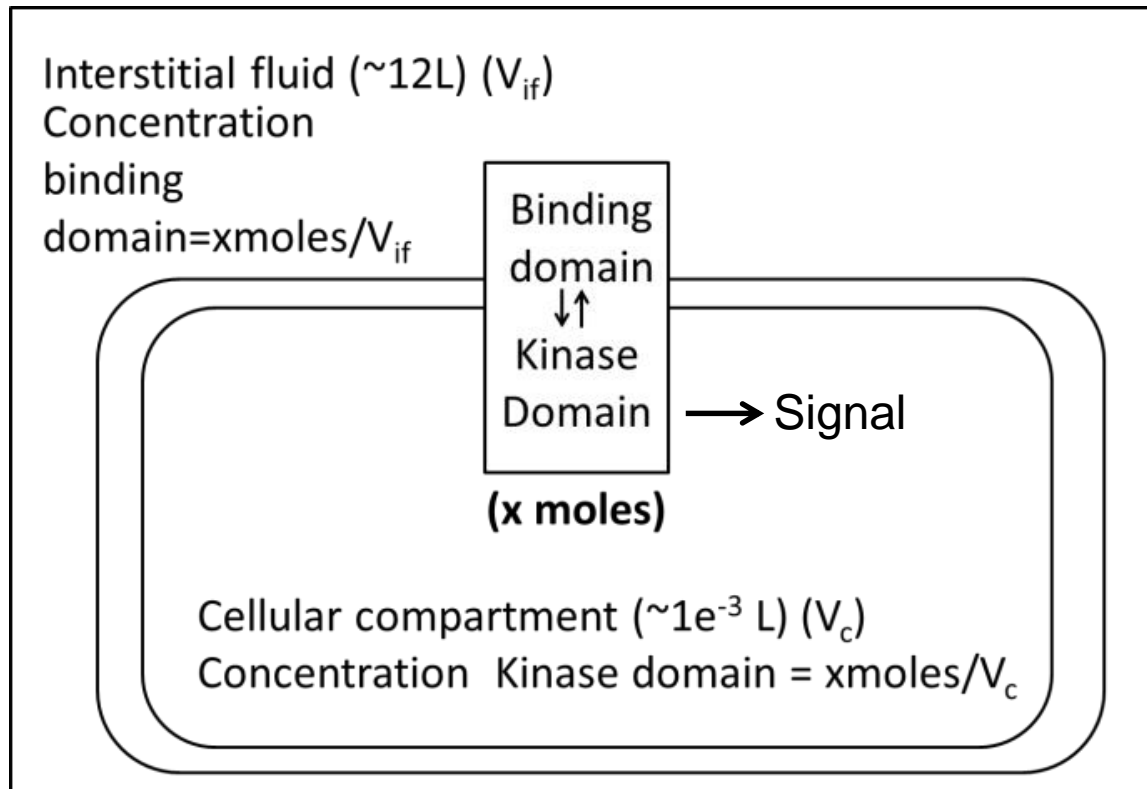 Interstitial fluid (~12L) (Vif)
Concentration
binding
domain=xmoles/Vif
Binding
domain
↓↑
Kinase
Domain → Signal
(x moles)
Cellular compartment (~1e-3 L) (Vc)
Concentration Kinase domain = xmoles/Vc